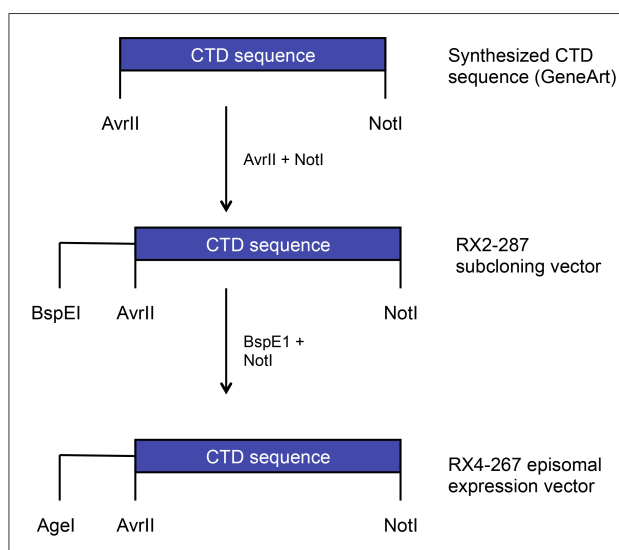 CTD sequence
Synthesized CTD
sequence (GeneArt)
AvrII
NotI
AvrII + NotI
CTD sequence
RX2-287
subcloning vector
BspEI
AvrII
NotI
BspE1 +
NotI
CTD sequence
RX4-267 episomal
expression vector
AgeI
AvrII
NotI